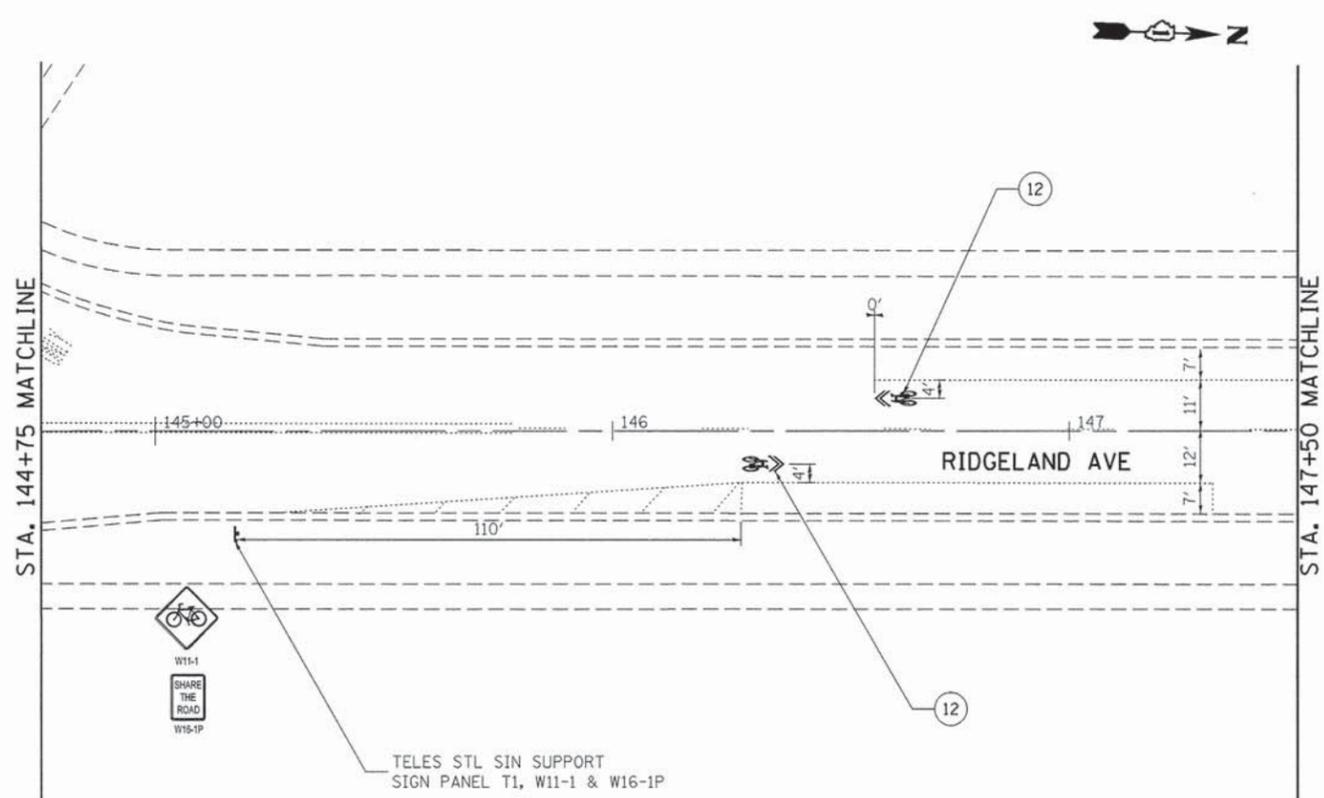 N
12
STA. 144+75 MATCHLINE
STA. 147+50 MATCHLINE
0'
4'
7'
11'
145+00
146
147
12'
RIDGELAND AVE
4'
7'
110'
W11-1
SHARE
THE
ROAD
W16-1P
12
TELES STL SIN SUPPORT
SIGN PANEL T1, W11-1 & W16-1P